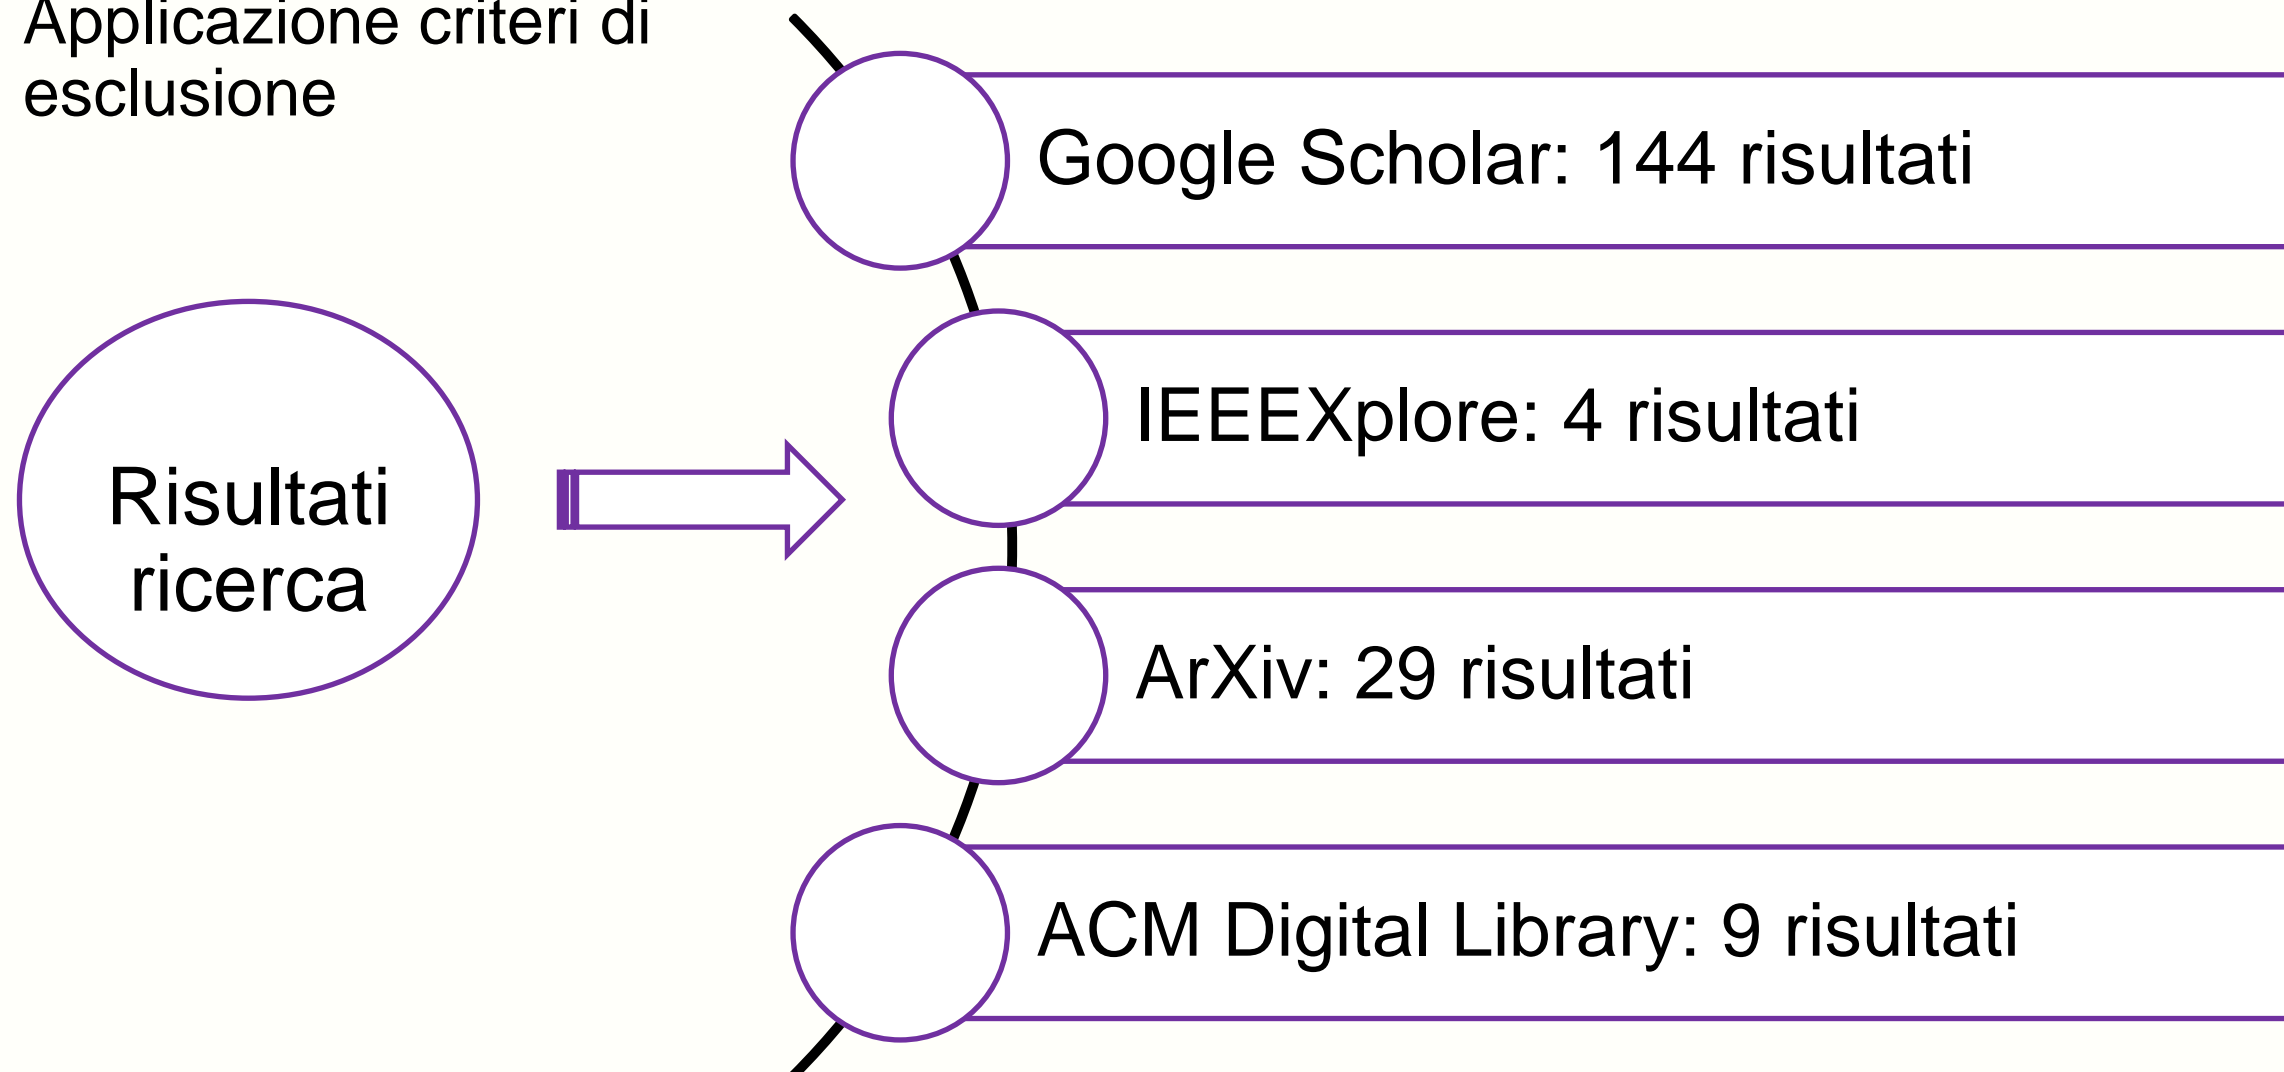 Applicazione criteri di
esclusione
Google Scholar: 144 risultati
IEEEXplore: 4 risultati
Risultati
ricerca
ArXiv: 29 risultati
ACM Digital Library: 9 risultati